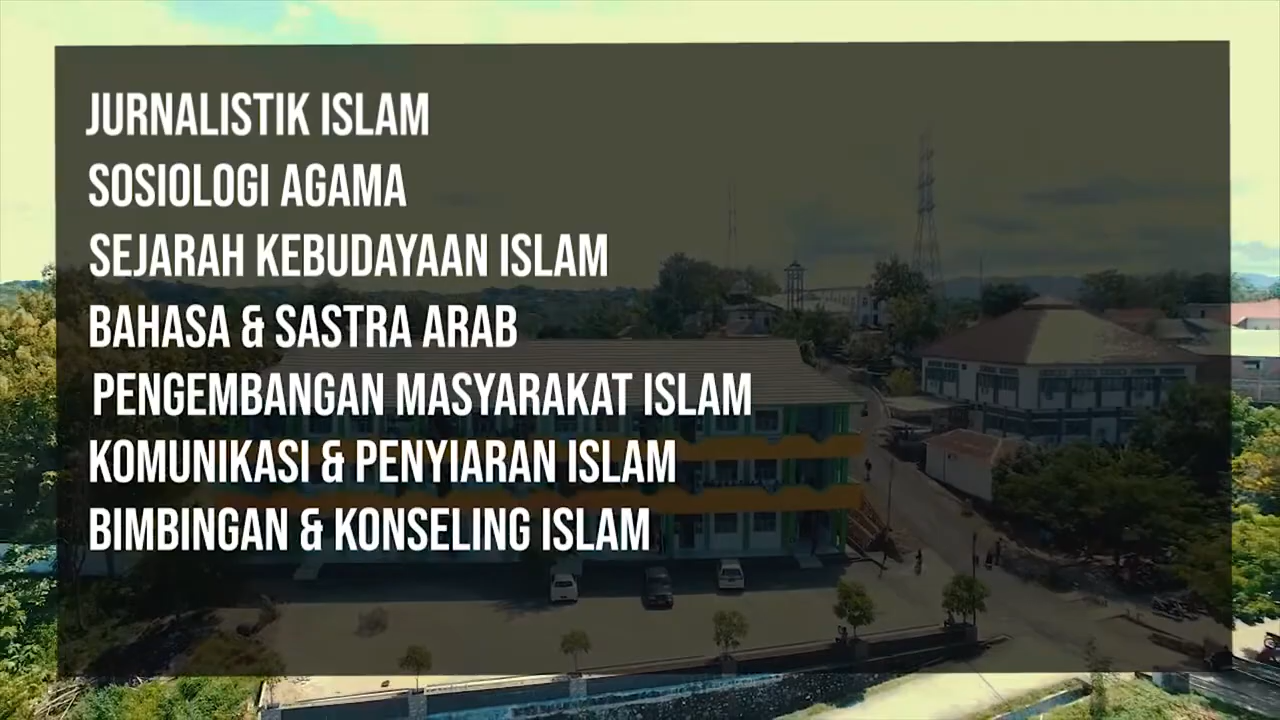 JURNALISTIK ISLAM
SOSIOLOGI AGAMA
SEJARAH KEBUDAYAAN ISLAM
BAHASA & SASTRA ARAB
PENGEMBANGAN MASYARAKAT ISLAM
KOMUNIKASI & PENYIARAN ISLAM
BIMBINGAN & KONSELING ISLAM